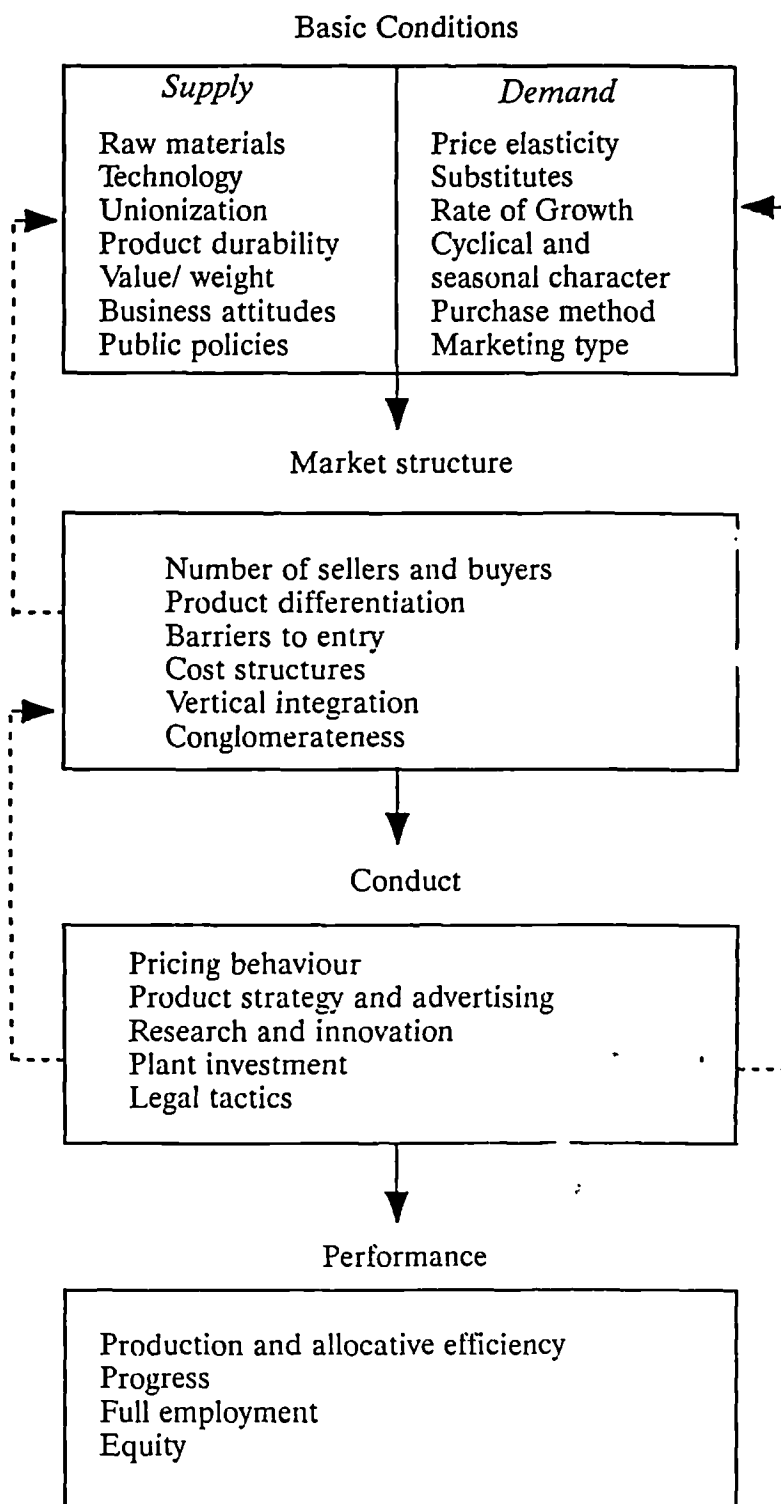 Basic Conditions
Supply
Raw materials
Technology
Unionization
Product durability
Value/ weight
Business attitudes
Public policies
Demand
Price elasticity
Substitutes
Rate of Growth
Cyclical and
seasonal character
Purchase method
Marketing type
Market structure
Number of sellers and buyers
Product differentiation
Barriers to entry
Cost structures
Vertical integration
Conglomerateness
Conduct
Pricing behaviour
Product strategy and advertising
Research and innovation
Plant investment
Legal tactics
Performance
Production and allocative efficiency
Progress
Full employment
Equity